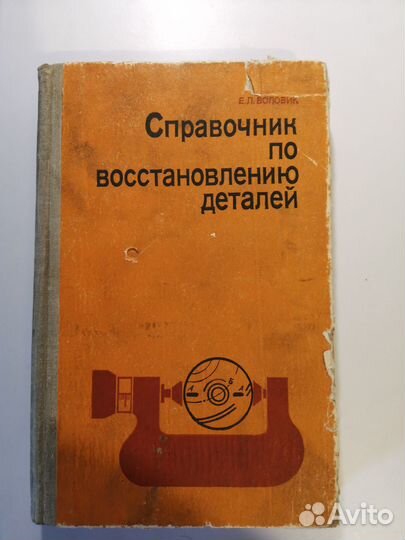 Е.Л. ВОЛОВИК
Справочник
по
восстановлению
деталей
А Б А
Avito